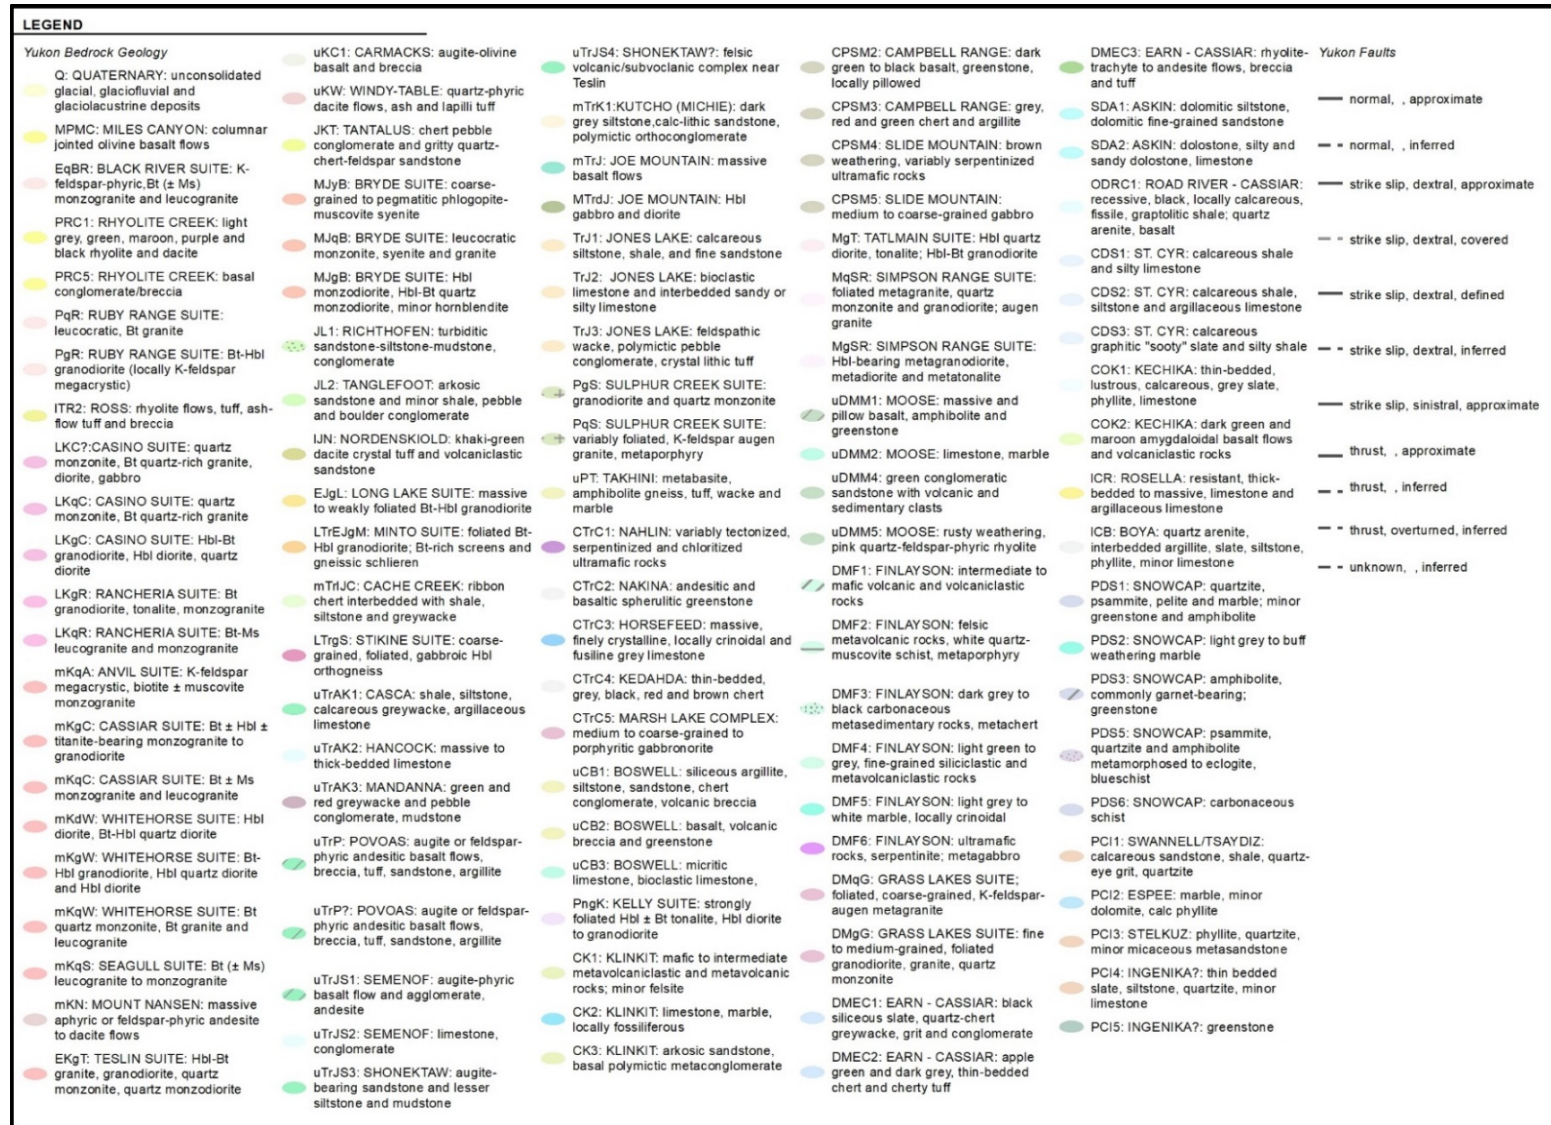 LEGEND
Yukon Bedrock Geology
Q: QUATERNARY: unconsolidated
glacial, glaciofluvial and
glaciolacustrine deposits
MPMC: MILES CANYON: columnar
jointed olivine basalt flows
EqBR: BLACK RIVER SUITE: K-
feldspar-phyric,Bt (± Ms)
monzogranite and leucogranite
PRC1: RHYOLITE CREEK: light
grey, green, maroon, purple and
black rhyolite and dacite
PRC5: RHYOLITE CREEK: basal
conglomerate/breccia
PqR: RUBY RANGE SUITE:
leucocratic, Bt granite
PgR: RUBY RANGE SUITE: Bt-Hbl
granodiorite (locally K-feldspar
megacrystic)
ITR2: ROSS: rhyolite flows, tuff, ash-
flow tuff and breccia
LKC?:CASINO SUITE: quartz
monzonite, Bt quartz-rich granite,
diorite, gabbro
LKqC: CASINO SUITE: quartz
monzonite, Bt quartz-rich granite
LKgC: CASINO SUITE: Hbl-Bt
granodiorite, Hbl diorite, quartz
diorite
LKgR: RANCHERIA SUITE: Bt
granodiorite, tonalite, monzogranite
LKqR: RANCHERIA SUITE: Bt-Ms
leucogranite and monzogranite
mKqA: ANVIL SUITE: K-feldspar
megacrystic, biotite ± muscovite
monzogranite
mKgC: CASSIAR SUITE: Bt ± Hbl ±
titanite-bearing monzogranite to
granodiorite
mKqC: CASSIAR SUITE: Bt ± Ms
monzogranite and leucogranite
mKdW: WHITEHORSE SUITE: Hbl
diorite, Bt-Hbl quartz diorite
mKgW: WHITEHORSE SUITE: Bt-
Hbl granodiorite, Hbl quartz diorite
and Hbl diorite
mKqW: WHITEHORSE SUITE: Bt
quartz monzonite, Bt granite and
leucogranite
mKqS: SEAGULL SUITE: Bt (± Ms)
leucogranite to monzogranite
mKN: MOUNT NANSEN: massive
aphyric or feldspar-phyric andesite
to dacite flows
EKgT: TESLIN SUITE: Hbl-Bt
granite, granodiorite, quartz
monzonite, quartz monzodiorite
uKC1: CARMACKS: augite-olivine
basalt and breccia
uKW: WINDY-TABLE: quartz-phyric
dacite flows, ash and lapilli tuff
JKT: TANTALUS: chert pebble
conglomerate and gritty quartz-
chert-feldspar sandstone
MJyB: BRYDE SUITE: coarse-
grained to pegmatitic phlogopite-
muscovite syenite
MJqB: BRYDE SUITE: leucocratic
monzonite, syenite and granite
MJgB: BRYDE SUITE: Hbl
monzodiorite, Hbl-Bt quartz
monzodiorite, minor hornblendite
JL1: RICHTHOFEN: turbiditic
sandstone-siltstone-mudstone,
conglomerate
JL2: TANGLEFOOT: arkosic
sandstone and minor shale, pebble
and boulder conglomerate
IJN: NORDENSKIOLD: khaki-green
dacite crystal tuff and volcaniclastic
sandstone
EJgL: LONG LAKE SUITE: massive
to weakly foliated Bt-Hbl granodiorite
LTrEJgM: MINTO SUITE: foliated Bt-
Hbl granodiorite; Bt-rich screens and
gneissic schlieren
mTrIJC: CACHE CREEK: ribbon
chert interbedded with shale,
siltstone and greywacke
LTrgS: STIKINE SUITE: coarse-
grained, foliated, gabbroic Hbl
orthogneiss
uTrAK1: CASCA: shale, siltstone,
calcareous greywacke, argillaceous
limestone
uTrAK2: HANCOCK: massive to
thick-bedded limestone
uTrAK3: MANDANNA: green and
red greywacke and pebble
conglomerate, mudstone
uTrP: POVOAS: augite or feldspar-
phyric andesitic basalt flows,
breccia, tuff, sandstone, argillite
uTrP?: POVOAS: augite or feldspar-
phyric andesitic basalt flows,
breccia, tuff, sandstone, argillite
uTrJS1: SEMENOF: augite-phyric
basalt flow and agglomerate,
andesite
uTrJS2: SEMENOF: limestone,
conglomerate
uTrJS3: SHONEKTAW: augite-
bearing sandstone and lesser
siltstone and mudstone
uTrJS4: SHONEKTAW?: felsic
volcanic/subvoclanic complex near
Teslin
mTrK1:KUTCHO (MICHIE): dark
grey siltstone,calc-lithic sandstone,
polymictic orthoconglomerate
mTrJ: JOE MOUNTAIN: massive
basalt flows
MTrdJ: JOE MOUNTAIN: Hbl
gabbro and diorite
TrJ1: JONES LAKE: calcareous
siltstone, shale, and fine sandstone
TrJ2: JONES LAKE: bioclastic
limestone and interbedded sandy or
silty limestone
TrJ3: JONES LAKE: feldspathic
wacke, polymictic pebble
conglomerate, crystal lithic tuff
PgS: SULPHUR CREEK SUITE:
granodiorite and quartz monzonite
PqS: SULPHUR CREEK SUITE:
variably foliated, K-feldspar augen
granite, metaporphyry
uPT: TAKHINI: metabasite,
amphibolite gneiss, tuff, wacke and
marble
CTrC1: NAHLIN: variably tectonized,
serpentinized and chloritized
ultramafic rocks
CTrC2: NAKINA: andesitic and
basaltic spherulitic greenstone
CTrC3: HORSEFEED: massive,
finely crystalline, locally crinoidal and
fusiline grey limestone
CTrC4: KEDAHDA: thin-bedded,
grey, black, red and brown chert
CTrC5: MARSH LAKE COMPLEX:
medium to coarse-grained to
porphyritic gabbronorite
uCB1: BOSWELL: siliceous argillite,
siltstone, sandstone, chert
conglomerate, volcanic breccia
uCB2: BOSWELL: basalt, volcanic
breccia and greenstone
uCB3: BOSWELL: micritic
limestone, bioclastic limestone,
PngK: KELLY SUITE: strongly
foliated Hbl ± Bt tonalite, Hbl diorite
to granodiorite
CK1: KLINKIT: mafic to intermediate
metavolcaniclastic and metavolcanic
rocks; minor felsite
CK2: KLINKIT: limestone, marble,
locally fossiliferous
CK3: KLINKIT: arkosic sandstone,
basal polymictic metaconglomerate
CPSM2: CAMPBELL RANGE: dark
green to black basalt, greenstone,
locally pillowed
CPSM3: CAMPBELL RANGE: grey,
red and green chert and argillite
CPSM4: SLIDE MOUNTAIN: brown
weathering, variably serpentinized
ultramafic rocks
CPSM5: SLIDE MOUNTAIN:
medium to coarse-grained gabbro
MgT: TATLMAIN SUITE: Hbl quartz
diorite, tonalite; Hbl-Bt granodiorite
MqSR: SIMPSON RANGE SUITE:
foliated metagranite, quartz
monzonite and granodiorite; augen
granite
MgSR: SIMPSON RANGE SUITE:
Hbl-bearing metagranodiorite,
metadiorite and metatonalite
uDMM1: MOOSE: massive and
pillow basalt, amphibolite and
greenstone
uDMM2: MOOSE: limestone, marble
uDMM4: green conglomeratic
sandstone with volcanic and
sedimentary clasts
uDMM5: MOOSE: rusty weathering,
pink quartz-feldspar-phyric rhyolite
DMF1: FINLAYSON: intermediate to
mafic volcanic and volcaniclastic
rocks
DMF2: FINLAYSON: felsic
metavolcanic rocks, white quartz-
muscovite schist, metaporphyry
DMF3: FINLAYSON: dark grey to
black carbonaceous
metasedimentary rocks, metachert
DMF4: FINLAYSON: light green to
grey, fine-grained siliciclastic and
metavolcaniclastic rocks
DMF5: FINLAYSON: light grey to
white marble, locally crinoidal
DMF6: FINLAYSON: ultramafic
rocks, serpentinite; metagabbro
DMqG: GRASS LAKES SUITE;
foliated, coarse-grained, K-feldspar-
augen metagranite
DMgG: GRASS LAKES SUITE: fine
to medium-grained, foliated
granodiorite, granite, quartz
monzonite
DMEC1: EARN - CASSIAR: black
siliceous slate, quartz-chert
greywacke, grit and conglomerate
DMEC2: EARN - CASSIAR: apple
green and dark grey, thin-bedded
chert and cherty tuff
DMEC3: EARN - CASSIAR: rhyolite-
trachyte to andesite flows, breccia
and tuff
SDA1: ASKIN: dolomitic siltstone,
dolomitic fine-grained sandstone
SDA2: ASKIN: dolostone, silty and
sandy dolostone, limestone
ODRC1: ROAD RIVER - CASSIAR:
recessive, black, locally calcareous,
fissile, graptolitic shale; quartz
arenite, basalt
CDS1: ST. CYR: calcareous shale
and silty limestone
CDS2: ST. CYR: calcareous shale,
siltstone and argillaceous limestone
CDS3: ST. CYR: calcareous
graphitic "sooty" slate and silty shale
COK1: KECHIKA: thin-bedded,
lustrous, calcareous, grey slate,
phyllite, limestone
COK2: KECHIKA: dark green and
maroon amygdaloidal basalt flows
and volcaniclastic rocks
ICR: ROSELLA: resistant, thick-
bedded to massive, limestone and
argillaceous limestone
ICB: BOYA: quartz arenite,
interbedded argillite, slate, siltstone,
phyllite, minor limestone
PDS1: SNOWCAP: quartzite,
psammite, pelite and marble; minor
greenstone and amphibolite
PDS2: SNOWCAP: light grey to buff
weathering marble
PDS3: SNOWCAP: amphibolite,
commonly garnet-bearing;
greenstone
PDS5: SNOWCAP: psammite,
quartzite and amphibolite
metamorphosed to eclogite,
blueschist
PDS6: SNOWCAP: carbonaceous
schist
PCI1: SWANNELL/TSAYDIZ:
calcareous sandstone, shale, quartz-
eye grit, quartzite
PCI2: ESPEE: marble, minor
dolomite, calc phyllite
PCI3: STELKUZ: phyllite, quartzite,
minor micaceous metasandstone
PCI4: INGENIKA?: thin bedded
slate, siltstone, quartzite, minor
limestone
PCI5: INGENIKA?: greenstone
Yukon Faults
normal, , approximate
normal, , inferred
strike slip, dextral, approximate
strike slip, dextral, covered
strike slip, dextral, defined
strike slip, dextral, inferred
strike slip, sinistral, approximate
thrust, , approximate
thrust, , inferred
thrust, overturned, inferred
unknown, , inferred